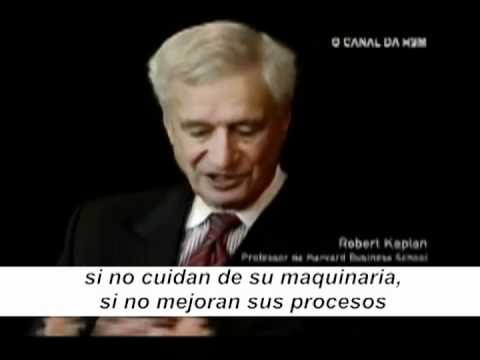 O CANAL DA HSM
Robert Kaplan
Professor da Harvard Business School
si no cuidan de su maquinaria,
si no mejoran sus procesos